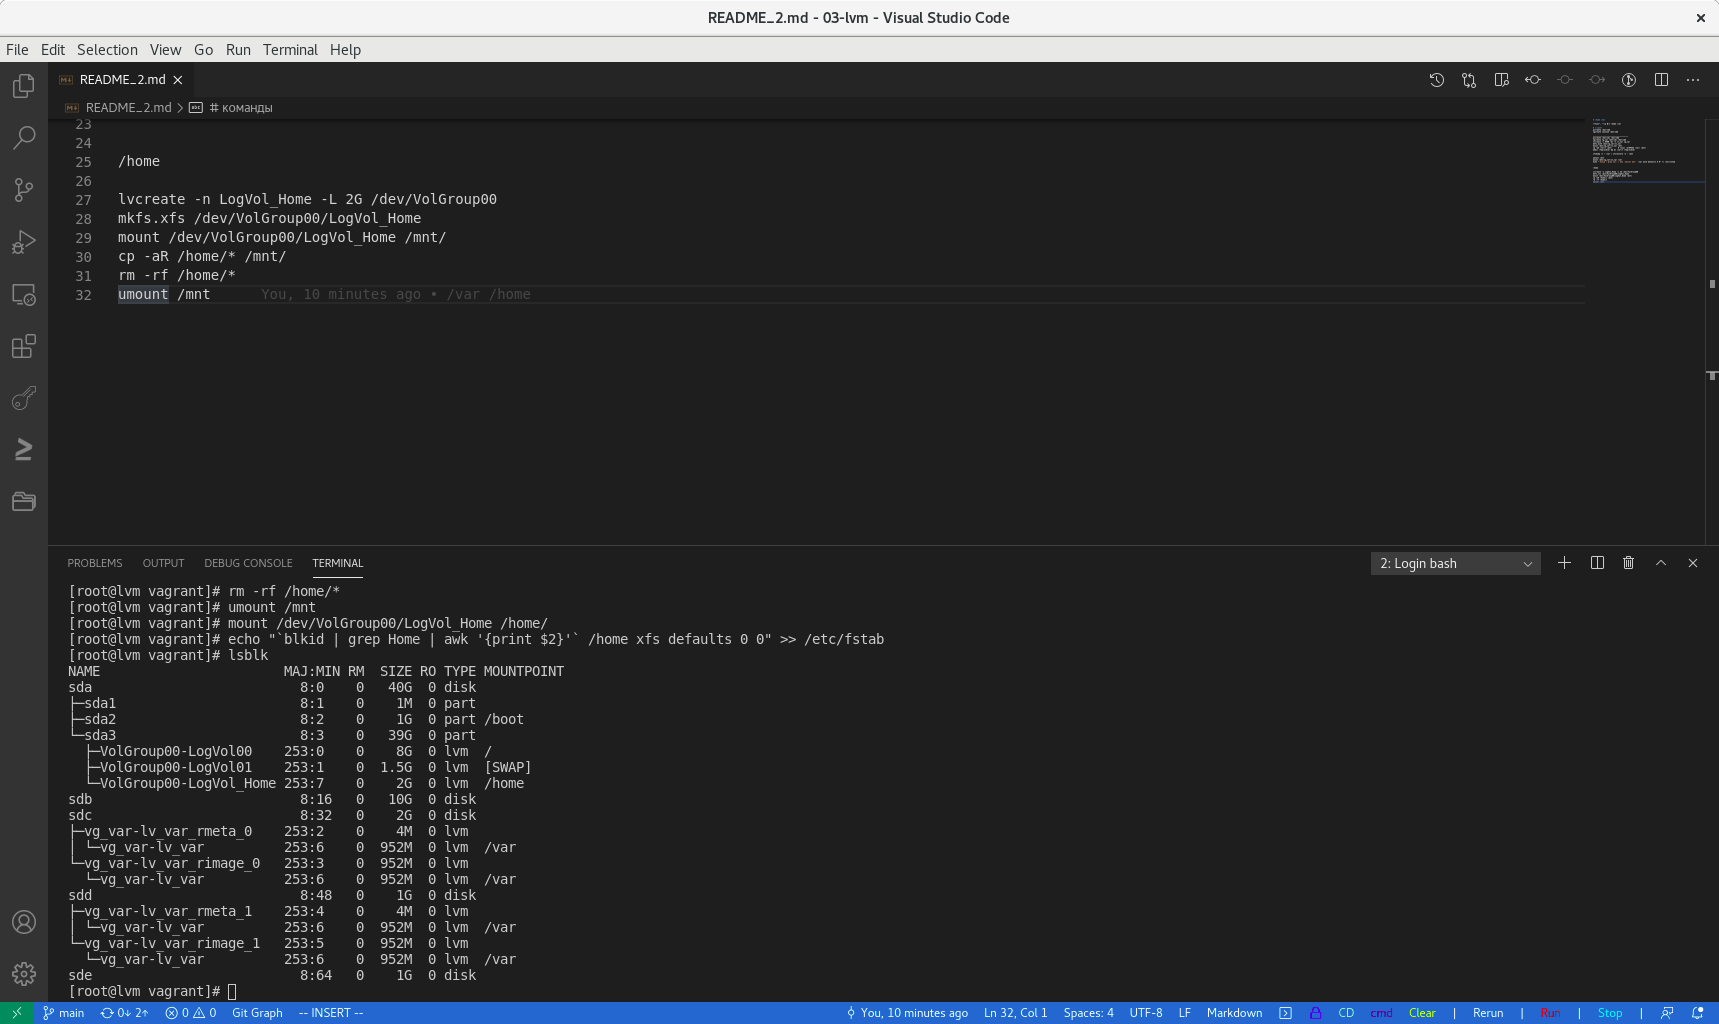 README_2.md - 03-lvm - Visual Studio Code
File Edit Selection View Go Run Terminal Help
README_2.md
README_2.md > # команды
23
24
25 /home
26
27 lvcreate -n LogVol_Home -L 2G /dev/VolGroup00
28 mkfs.xfs /dev/VolGroup00/LogVol_Home
29 mount /dev/VolGroup00/LogVol_Home /mnt/
30 cp -aR /home/* /mnt/
31 rm -rf /home/*
32 umount /mnt You, 10 minutes ago • /var /home
PROBLEMS OUTPUT DEBUG CONSOLE TERMINAL 2: Login bash
[root@lvm vagrant]# rm -rf /home/*
[root@lvm vagrant]# umount /mnt
[root@lvm vagrant]# mount /dev/VolGroup00/LogVol_Home /home/
[root@lvm vagrant]# echo "`blkid | grep Home | awk '{print $2}'` /home xfs defaults 0 0" >> /etc/fstab
[root@lvm vagrant]# lsblk
NAME MAJ:MIN RM SIZE RO TYPE MOUNTPOINT
sda 8:0 0 40G 0 disk
├─sda1 8:1 0 1M 0 part
├─sda2 8:2 0 1G 0 part /boot
└─sda3 8:3 0 39G 0 part
├─VolGroup00-LogVol00 253:0 0 8G 0 lvm /
├─VolGroup00-LogVol01 253:1 0 1.5G 0 lvm [SWAP]
└─VolGroup00-LogVol_Home 253:7 0 2G 0 lvm /home
sdb 8:16 0 10G 0 disk
sdc 8:32 0 2G 0 disk
├─vg_var-lv_var_rmeta_0 253:2 0 4M 0 lvm
│ └─vg_var-lv_var 253:6 0 952M 0 lvm /var
└─vg_var-lv_var_rimage_0 253:3 0 952M 0 lvm
└─vg_var-lv_var 253:6 0 952M 0 lvm /var
sdd 8:48 0 1G 0 disk
├─vg_var-lv_var_rmeta_1 253:4 0 4M 0 lvm
│ └─vg_var-lv_var 253:6 0 952M 0 lvm /var
└─vg_var-lv_var_rimage_1 253:5 0 952M 0 lvm
└─vg_var-lv_var 253:6 0 952M 0 lvm /var
sde 8:64 0 1G 0 disk
[root@lvm vagrant]#
main 0↓ 2↑ 0 0 Git Graph -- INSERT -- You, 10 minutes ago Ln 32, Col 1 Spaces: 4 UTF-8 LF Markdown CD cmd Clear | Rerun | Run | Stop |